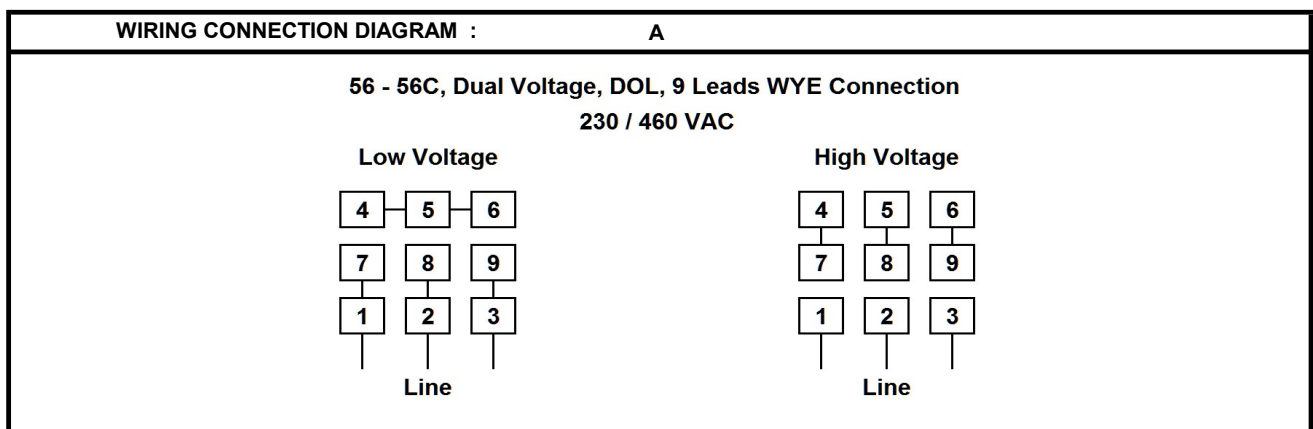 WIRING CONNECTION DIAGRAM : A
56 - 56C, Dual Voltage, DOL, 9 Leads WYE Connection
230 / 460 VAC
Low Voltage High Voltage
4 5 6 4 5 6
7 8 9 7 8 9
1 2 3 1 2 3
Line Line